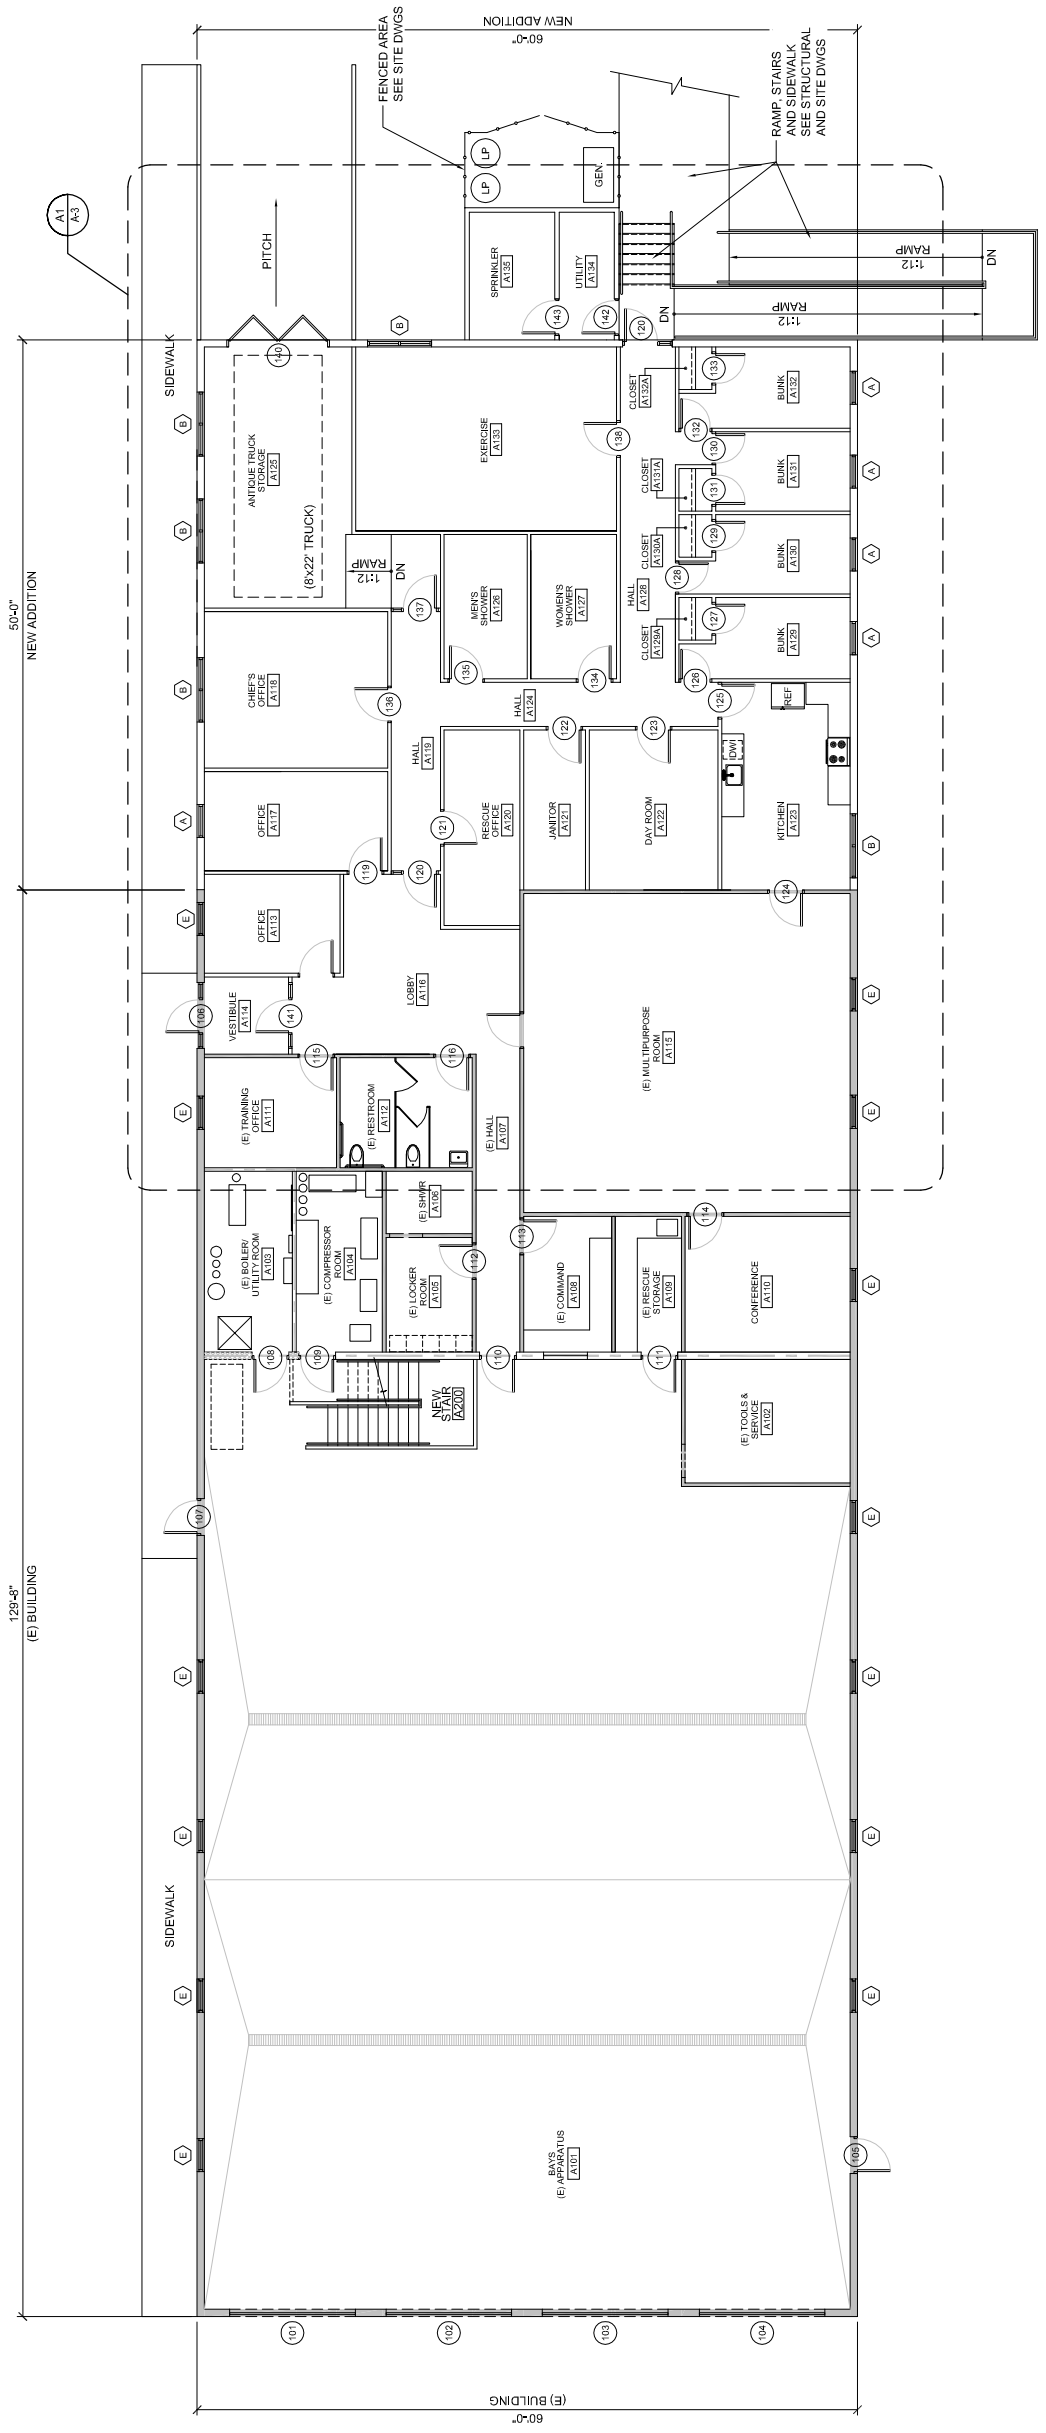 129'-8"
(E) BUILDING
50'-0"
NEW ADDITION
A1
A-3
SIDEWALK
SIDEWALK
PITCH
FENCED AREA
SEE SITE DWGS
60'-0"
NEW ADDITION
RAMP, STAIRS
AND SIDEWALK
SEE STRUCTURAL
AND SITE DWGS
60'-0"
(E) BUILDING
E
E
E
107
E
106
E
A
B
B
B
101
102
103
104
BAYS
(E) APPARATUS
A101
105
(E) TOOLS &
SERVICE
A102
NEW
STAIR
A200
108
109
110
111
(E) BOILER/
UTILITY ROOM
A103
(E) COMPRESSOR
ROOM
A104
(E) LOCKER
ROOM
A105
(E) SHWR
A106
112
113
(E) HALL
A107
(E) COMMAND
A108
(E) RESCUE
STORAGE
A109
CONFERENCE
A110
114
(E) TRAINING
OFFICE
A111
(E) RESTROOM
A112
115
116
VESTIBULE
A114
141
OFFICE
A113
LOBBY
A116
(E) MULTIPURPOSE
ROOM
A115
124
119
120
121
OFFICE
A117
HALL
A119
RESCUE
OFFICE
A120
JANITOR
A121
DAY ROOM
A122
KITCHEN
A123
DW
REF
122
123
125
136
CHIEF'S
OFFICE
A118
HALL
A124
135
134
126
137
1:12
RAMP
DN
MEN'S
SHOWER
A126
WOMEN'S
SHOWER
A127
HALL
A128
CLOSET
A129A
CLOSET
A130A
CLOSET
A131A
CLOSET
A132A
127
128
129
131
130
132
133
BUNK
A129
BUNK
A130
BUNK
A131
BUNK
A132
ANTIQUE TRUCK
STORAGE
A125
(8'x22' TRUCK)
140
EXERCISE
A133
138
B
143
142
120
SPRINKLER
A135
UTILITY
A134
LP
LP
GEN.
DN
1:12
RAMP
1:12
RAMP
DN
E
E
E
E
E
E
B
A
A
A
A